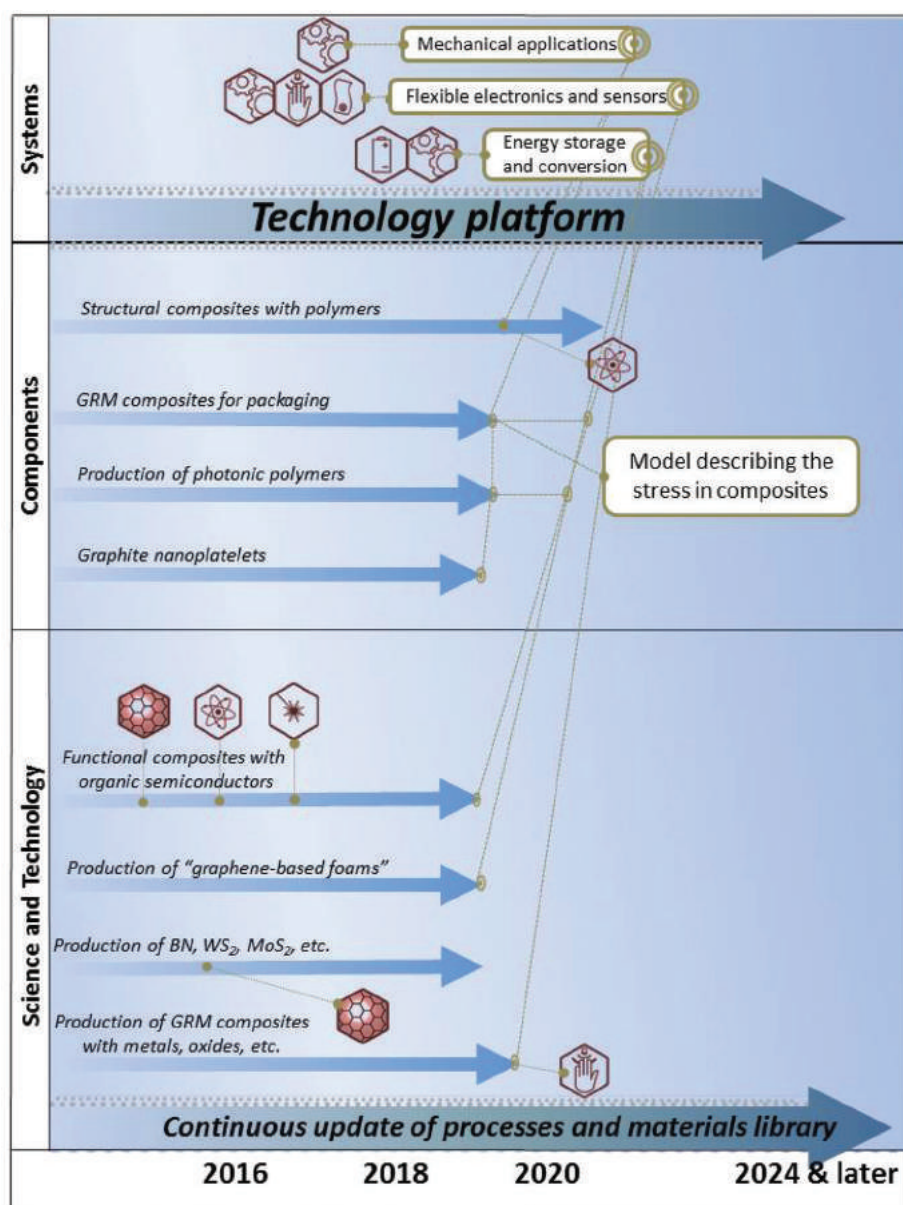 Systems
Mechanical applications
Flexible electronics and sensors
Energy storage
and conversion
Technology platform
Components
Structural composites with polymers
GRM composites for packaging
Production of photonic polymers
Model describing the
stress in composites
Graphite nanoplatelets
Science and Technology
Functional composites with
organic semiconductors
Production of “graphene-based foams”
Production of BN, WS₂, MoS₂, etc.
Production of GRM composites
with metals, oxides, etc.
Continuous update of processes and materials library
2016 2018 2020 2024 & later